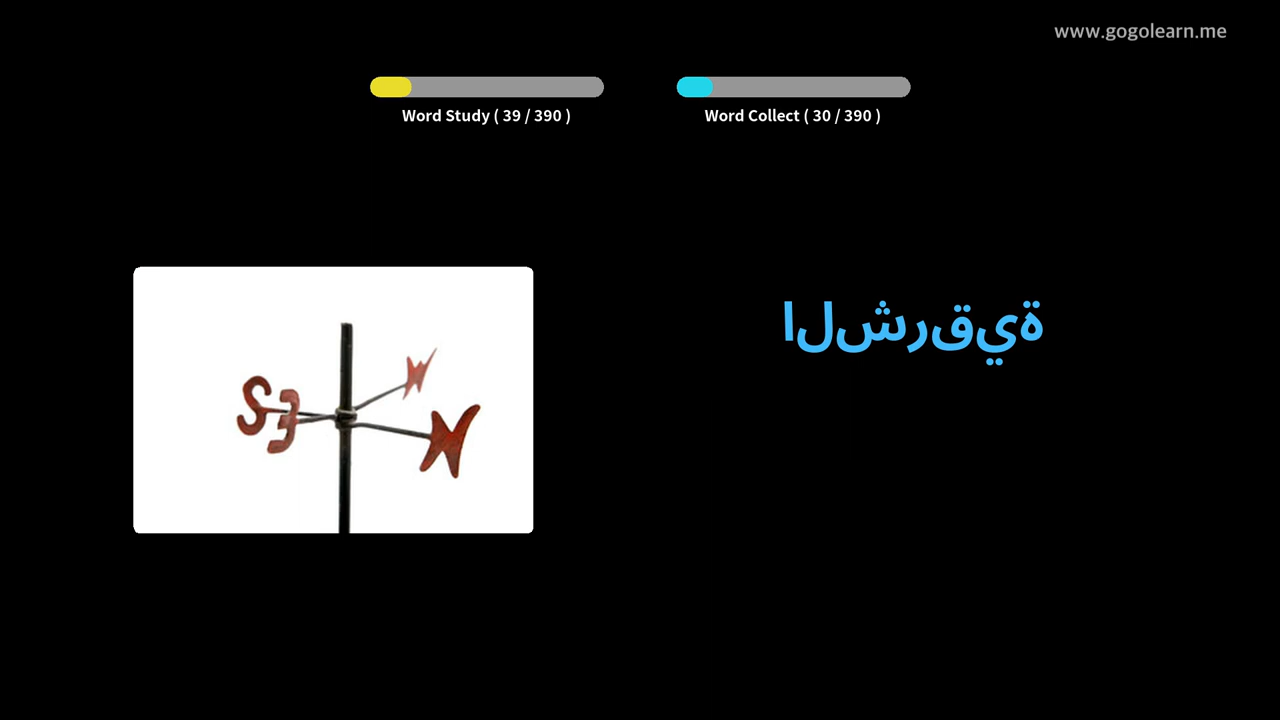 www.gogolearn.me
Word Study ( 39 / 390 )
Word Collect ( 30 / 390 )
الشرقية
S
E
W
N